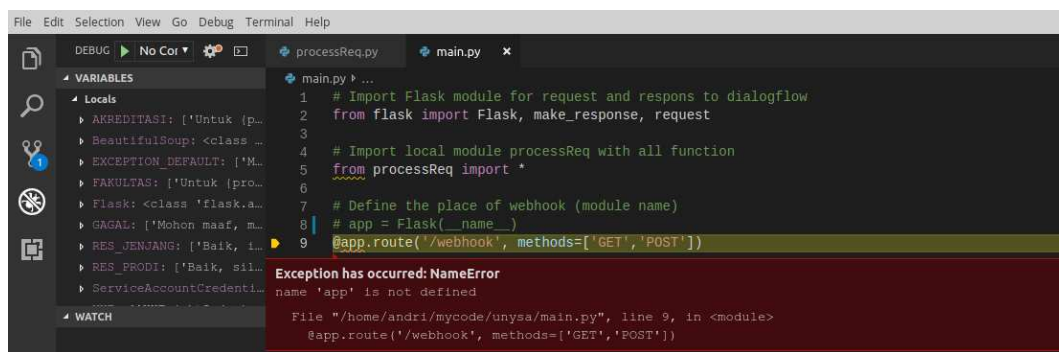 File Edit Selection View Go Debug Terminal Help
DEBUG No Cor
VARIABLES
Locals
AKREDITASI: ['Untuk {p…
BeautifulSoup: <class …
EXCEPTION_DEFAULT: ['M…
FAKULTAS: ['Untuk {pro…
Flask: <class 'flask.a…
GAGAL: ['Mohon maaf, m…
RES_JENJANG: ['Baik, i…
RES_PRODI: ['Baik, sil…
ServiceAccountCredenti…
WATCH
1
processReq.py main.py ×
main.py ▸ …
1 # Import Flask module for request and respons to dialogflow
2 from flask import Flask, make_response, request
3
4 # Import local module processReq with all function
5 from processReq import *
6
7 # Define the place of webhook (module name)
8 # app = Flask(__name__)
9 @app.route('/webhook', methods=['GET','POST'])
Exception has occurred: NameError
name 'app' is not defined
File "/home/andri/mycode/unysa/main.py", line 9, in <module>
@app.route('/webhook', methods=['GET','POST'])